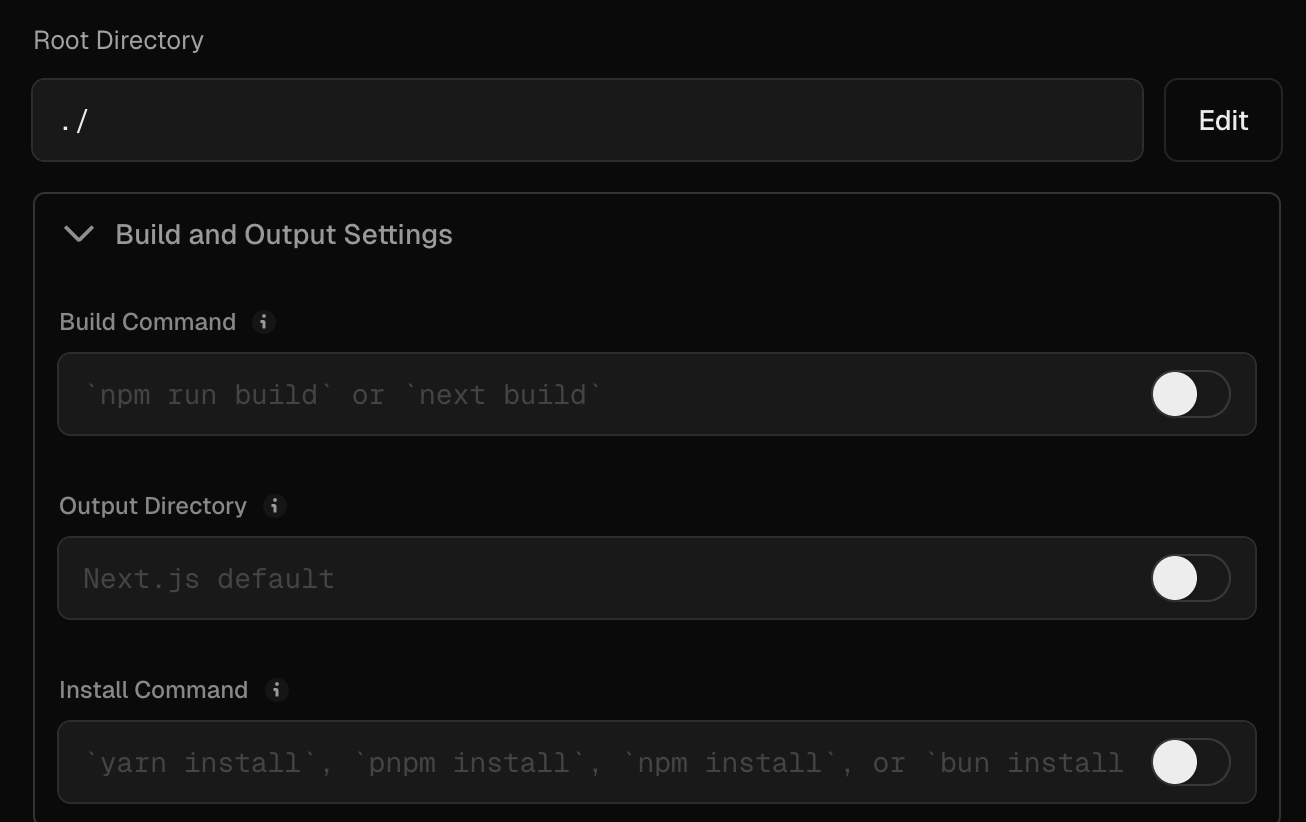 Root Directory
./
Edit
Build and Output Settings
Build Command
`npm run build` or `next build`
Output Directory
Next.js default
Install Command
`yarn install`, `pnpm install`, `npm install`, or `bun install